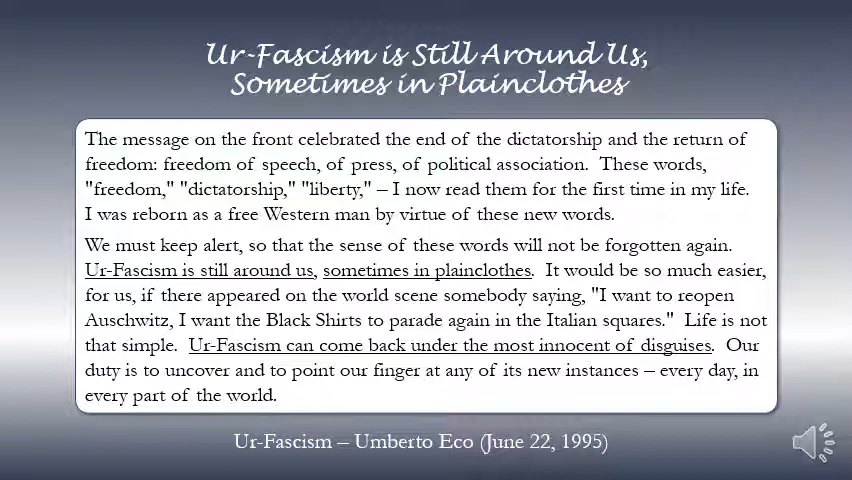 Ur-Fascism is Still Around Us,
Sometimes in Plainclothes
The message on the front celebrated the end of the dictatorship and the return of
freedom: freedom of speech, of press, of political association.  These words,
"freedom," "dictatorship," "liberty," – I now read them for the first time in my life.
I was reborn as a free Western man by virtue of these new words.
We must keep alert, so that the sense of these words will not be forgotten again.
Ur-Fascism is still around us, sometimes in plainclothes.  It would be so much easier,
for us, if there appeared on the world scene somebody saying, "I want to reopen
Auschwitz, I want the Black Shirts to parade again in the Italian squares."  Life is not
that simple.  Ur-Fascism can come back under the most innocent of disguises.  Our
duty is to uncover and to point our finger at any of its new instances – every day, in
every part of the world.
Ur-Fascism – Umberto Eco (June 22, 1995)